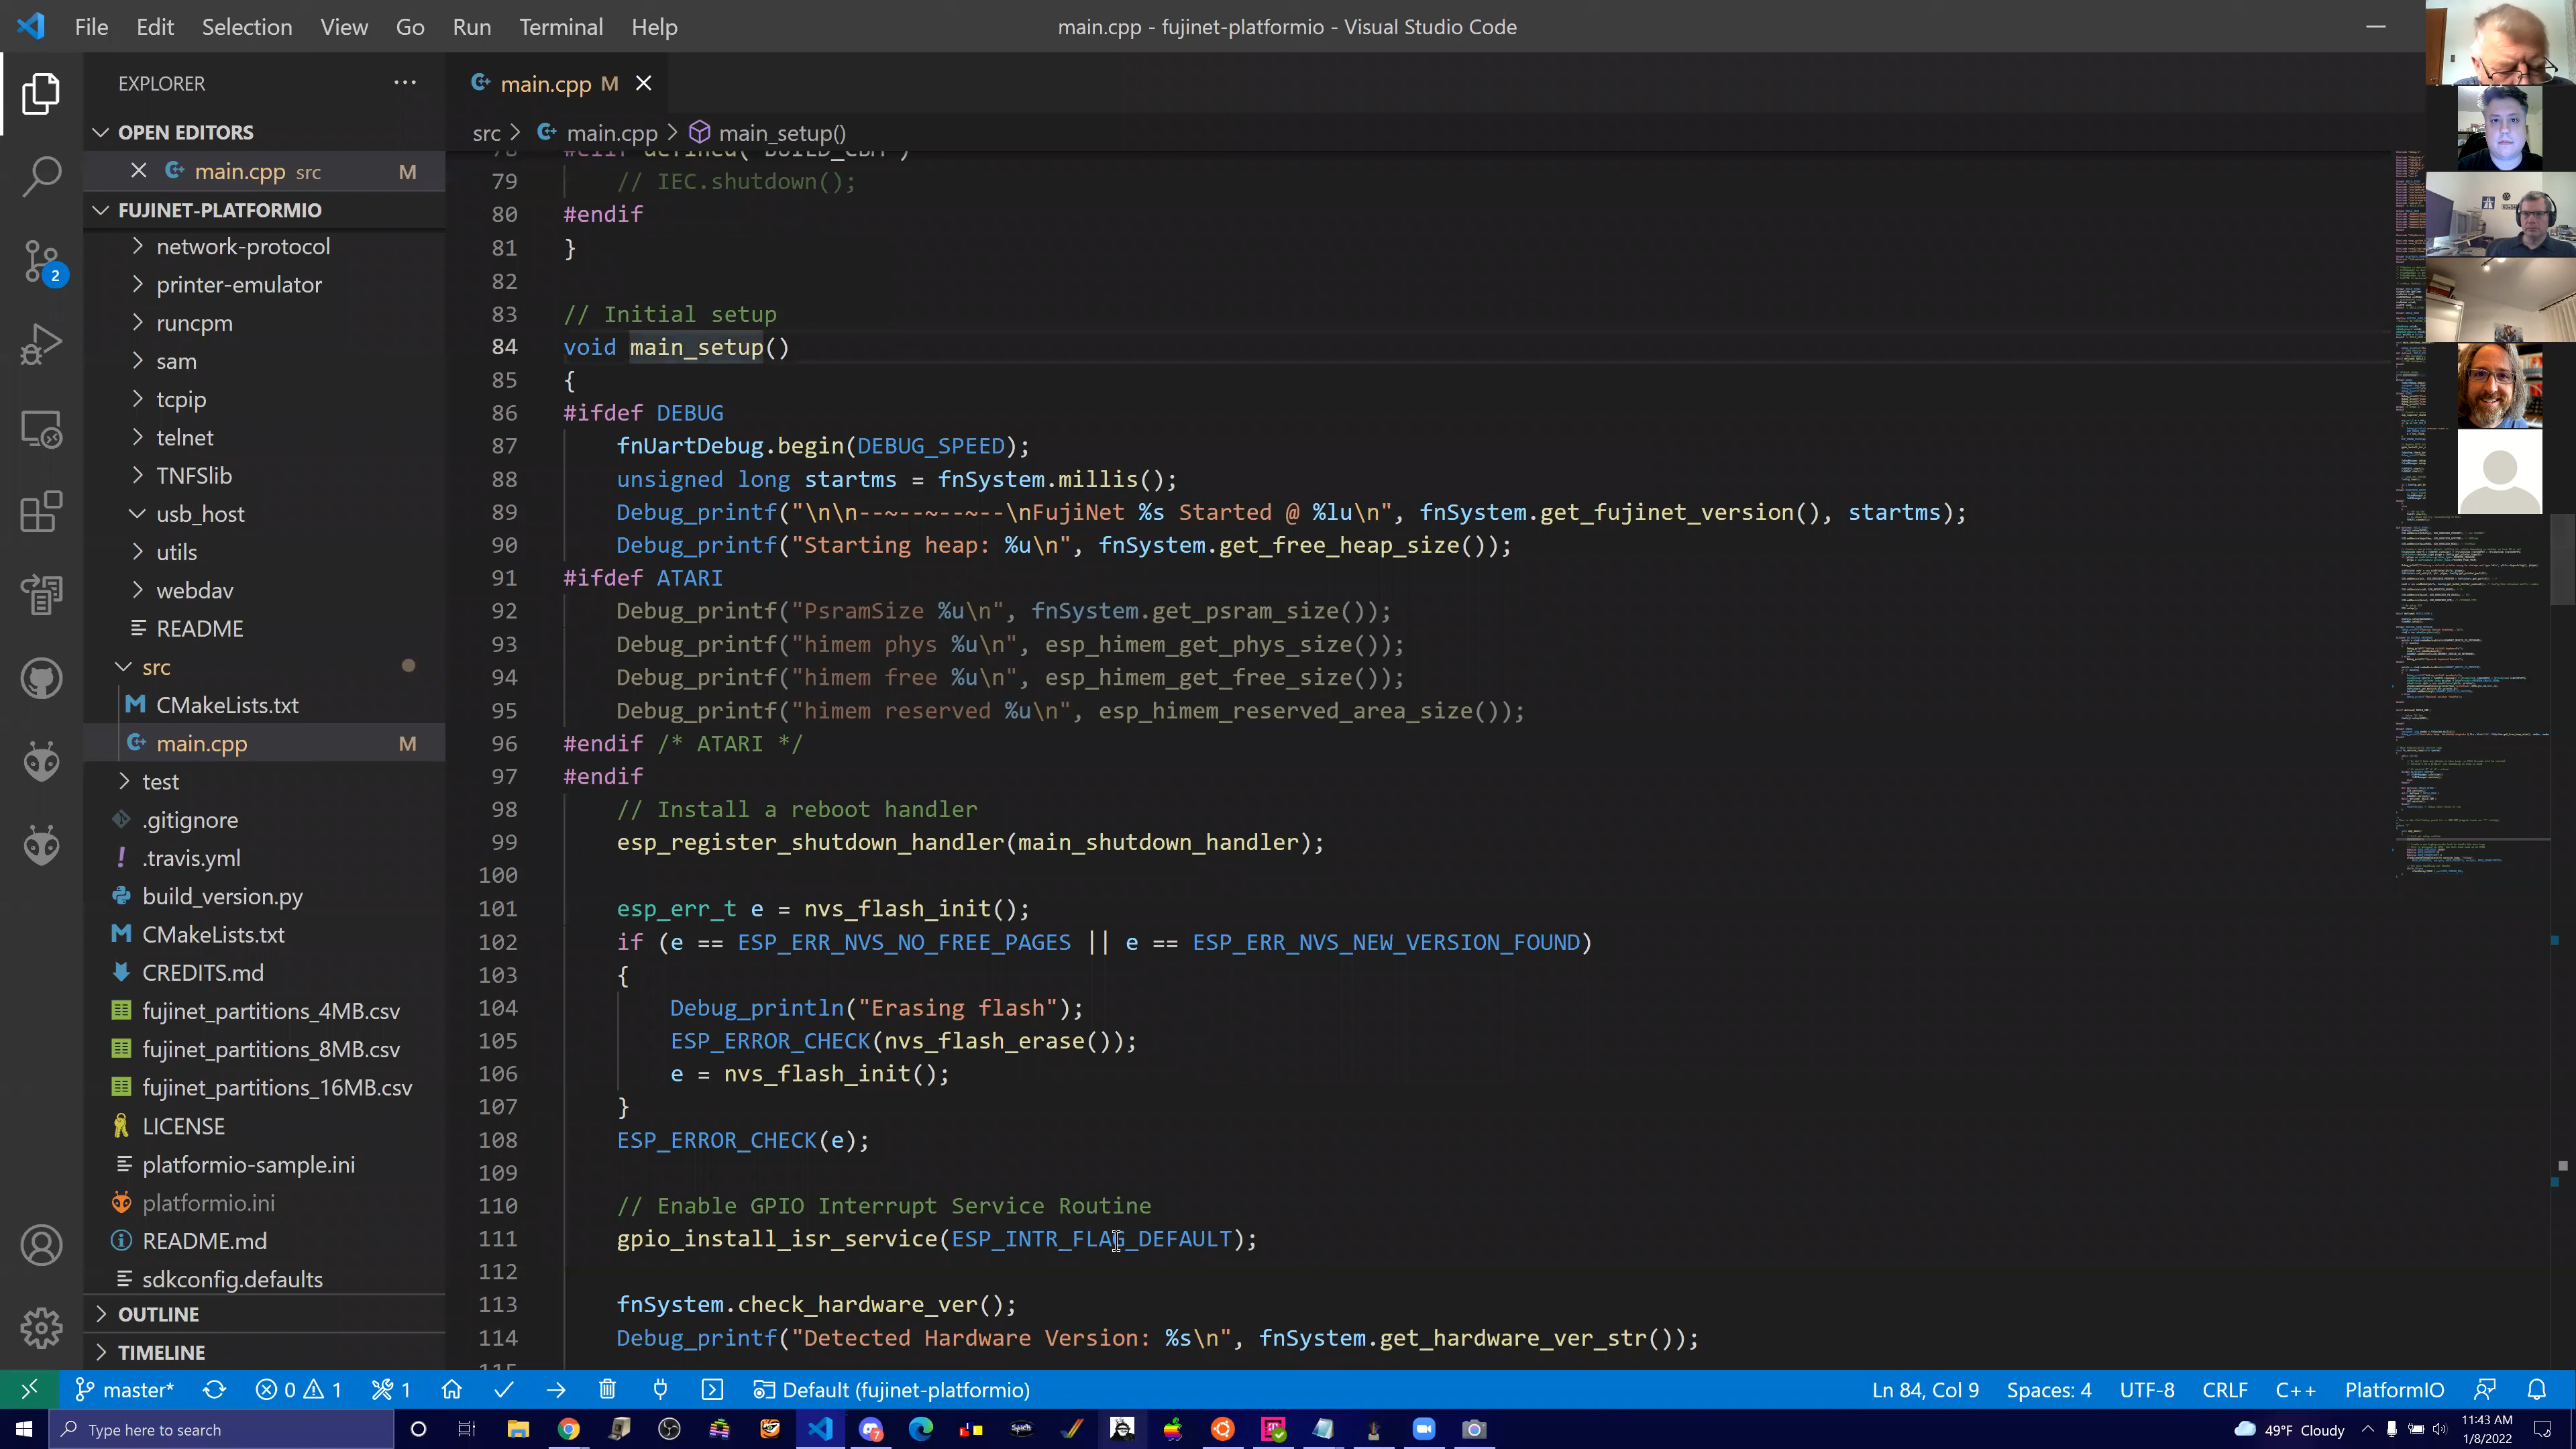 File Edit Selection View Go Run Terminal Help
main.cpp - fujinet-platformio - Visual Studio Code
EXPLORER
OPEN EDITORS
main.cpp src M
FUJINET-PLATFORMIO
network-protocol
printer-emulator
runcpm
sam
tcpip
telnet
TNFSlib
usb_host
utils
webdav
README
src
CMakeLists.txt
main.cpp M
test
.gitignore
.travis.yml
build_version.py
CMakeLists.txt
CREDITS.md
fujinet_partitions_4MB.csv
fujinet_partitions_8MB.csv
fujinet_partitions_16MB.csv
LICENSE
platformio-sample.ini
platformio.ini
README.md
sdkconfig.defaults
OUTLINE
TIMELINE
2
main.cpp M
src > main.cpp > main_setup()
78 #elif defined( BUILD_CBM )
79 // IEC.shutdown();
80 #endif
81 }
82
83 // Initial setup
84 void main_setup()
85 {
86 #ifdef DEBUG
87 fnUartDebug.begin(DEBUG_SPEED);
88 unsigned long startms = fnSystem.millis();
89 Debug_printf("\n\n--~--~--~--\nFujiNet %s Started @ %lu\n", fnSystem.get_fujinet_version(), startms);
90 Debug_printf("Starting heap: %u\n", fnSystem.get_free_heap_size());
91 #ifdef ATARI
92 Debug_printf("PsramSize %u\n", fnSystem.get_psram_size());
93 Debug_printf("himem phys %u\n", esp_himem_get_phys_size());
94 Debug_printf("himem free %u\n", esp_himem_get_free_size());
95 Debug_printf("himem reserved %u\n", esp_himem_reserved_area_size());
96 #endif /* ATARI */
97 #endif
98 // Install a reboot handler
99 esp_register_shutdown_handler(main_shutdown_handler);
100
101 esp_err_t e = nvs_flash_init();
102 if (e == ESP_ERR_NVS_NO_FREE_PAGES || e == ESP_ERR_NVS_NEW_VERSION_FOUND)
103 {
104 Debug_println("Erasing flash");
105 ESP_ERROR_CHECK(nvs_flash_erase());
106 e = nvs_flash_init();
107 }
108 ESP_ERROR_CHECK(e);
109
110 // Enable GPIO Interrupt Service Routine
111 gpio_install_isr_service(ESP_INTR_FLAG_DEFAULT);
112
113 fnSystem.check_hardware_ver();
114 Debug_printf("Detected Hardware Version: %s\n", fnSystem.get_hardware_ver_str());
115
master* 0 1 1 Default (fujinet-platformio) Ln 84, Col 9 Spaces: 4 UTF-8 CRLF C++ PlatformIO
Type here to search
49°F Cloudy
11:43 AM
1/8/2022